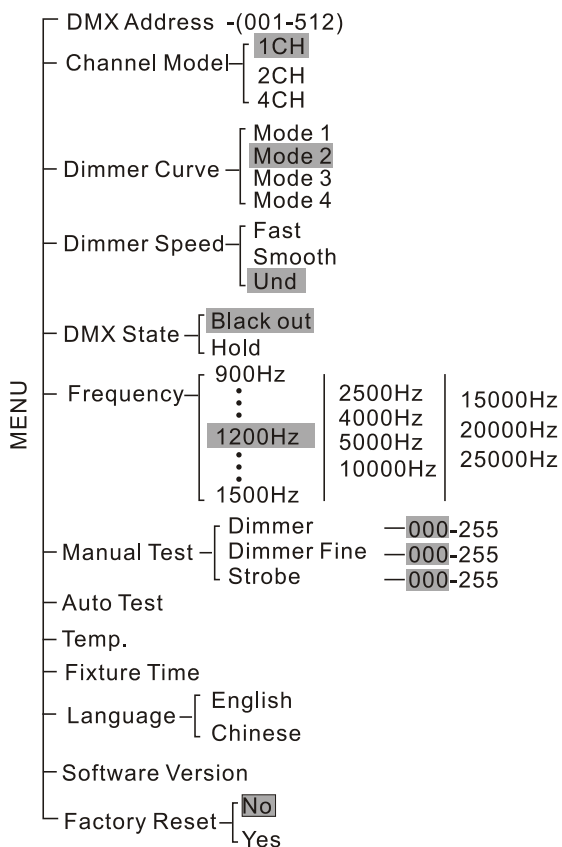 MENU
DMX Address -(001-512)
Channel Model
1CH
2CH
4CH
Dimmer Curve
Mode 1
Mode 2
Mode 3
Mode 4
Dimmer Speed
Fast
Smooth
Und
DMX State
Black out
Hold
Frequency
900Hz
1200Hz
1500Hz
2500Hz
4000Hz
5000Hz
10000Hz
15000Hz
20000Hz
25000Hz
Manual Test
Dimmer —000-255
Dimmer Fine —000-255
Strobe —000-255
Auto Test
Temp.
Fixture Time
Language
English
Chinese
Software Version
Factory Reset
No
Yes